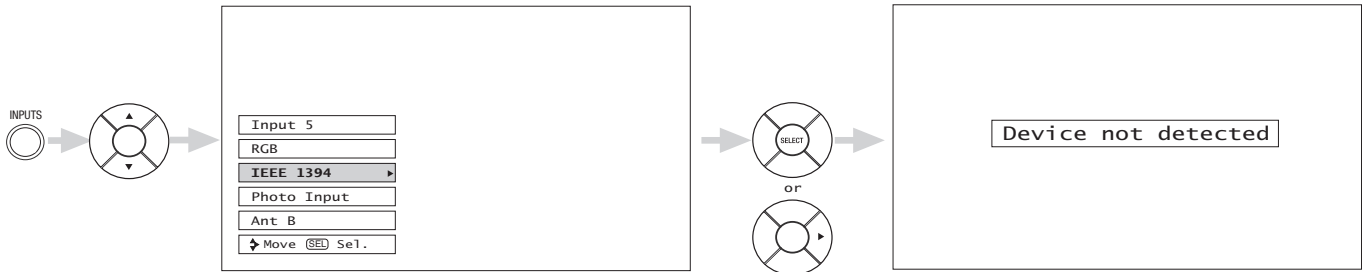 INPUTS
Input 5
RGB
IEEE 1394
Photo Input
Ant B
Move SEL Sel.
SELECT
or
Device not detected